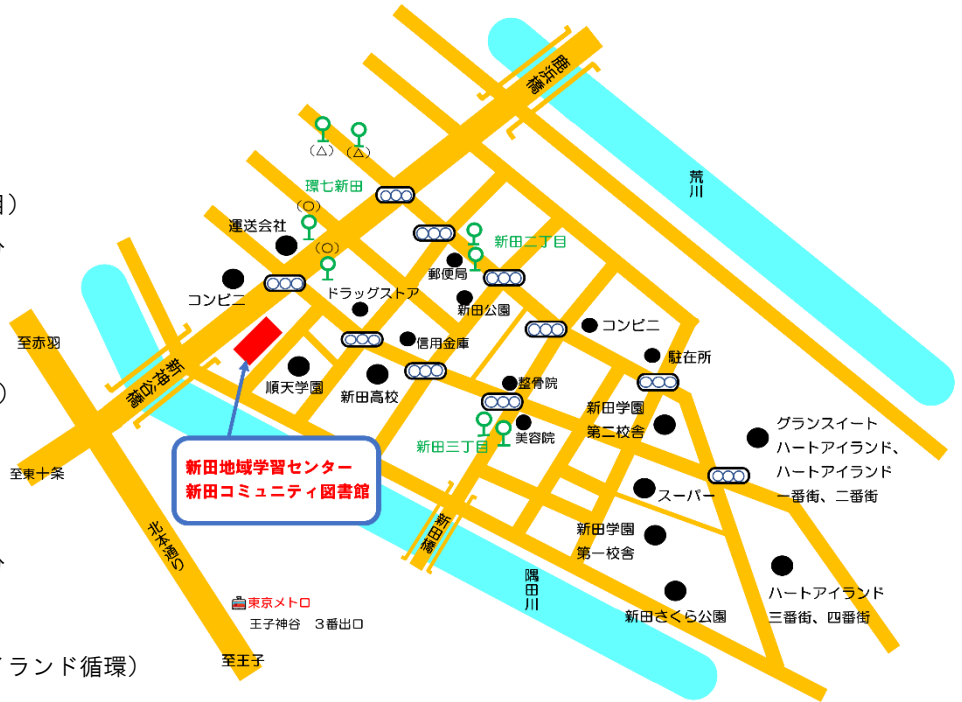 鹿浜橋
荒川
(△)
(△)
環七新田
(○)
(○)
運送会社
コンビニ
新田二丁目
郵便局
新田公園
ドラッグストア
信用金庫
コンビニ
駐在所
至赤羽
新神谷橋
順天学園
新田高校
整骨院
美容院
新田三丁目
新田学園
第二校舎
グランスイート
ハートアイランド、
ハートアイランド
一番街、二番街
至東十条
新田地域学習センター
新田コミュニティ図書館
スーパー
新田橋
新田学園
第一校舎
北本通り
隅田川
ハートアイランド
三番街、四番街
新田さくら公園
東京メトロ
王子神谷 3番出口
至王子
)
)
イランド循環)